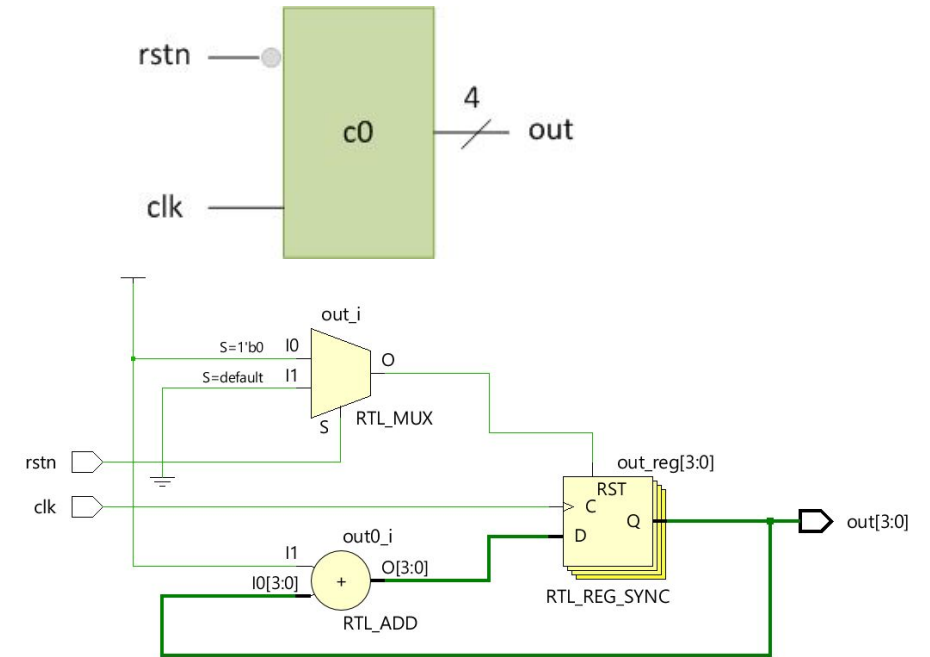 rstn
4
c0
out
clk
out_i
S=1'b0
I0
O
S=default
I1
S
RTL_MUX
rstn
out_reg[3:0]
RST
clk
C
Q
out[3:0]
D
out0_i
I1
O[3:0]
I0[3:0]
+
RTL_REG_SYNC
RTL_ADD